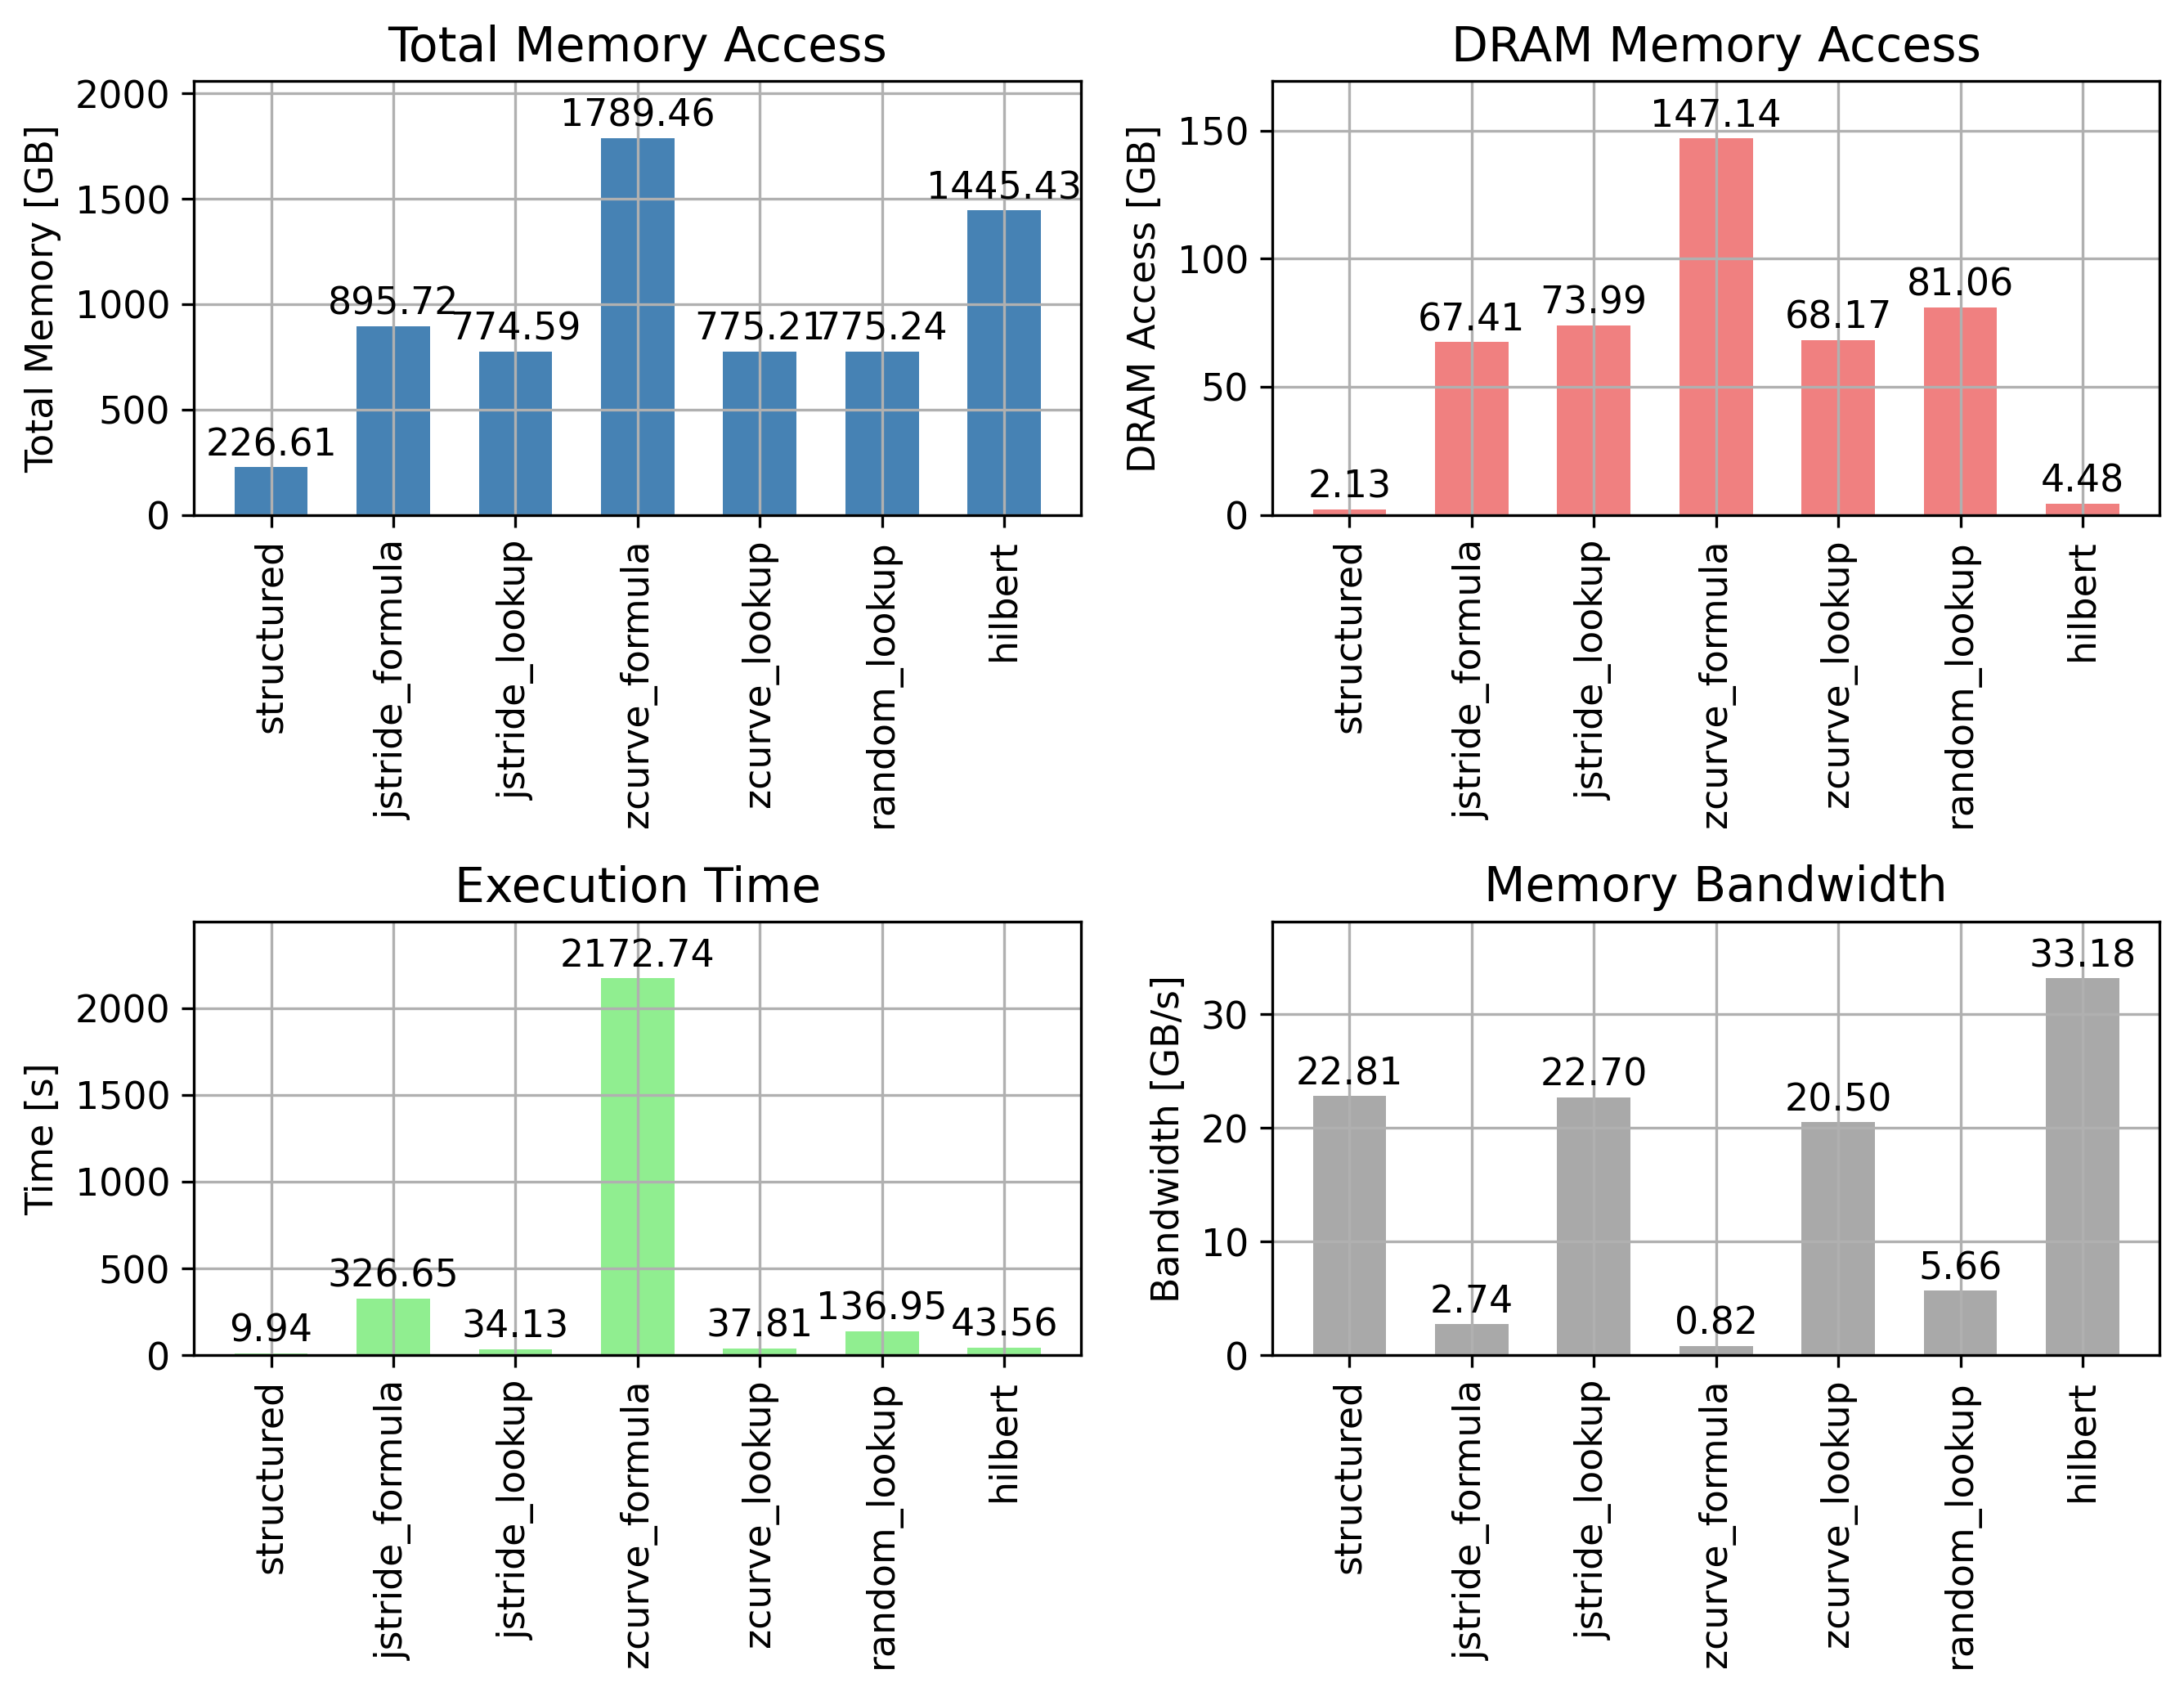 Total Memory Access
Total Memory [GB]
2000
1500
1000
500
0
226.61
895.72
774.59
1789.46
775.21
775.24
1445.43
structured
jstride_formula
jstride_lookup
zcurve_formula
zcurve_lookup
random_lookup
hilbert
DRAM Memory Access
DRAM Access [GB]
150
100
50
0
2.13
67.41
73.99
147.14
68.17
81.06
4.48
structured
jstride_formula
jstride_lookup
zcurve_formula
zcurve_lookup
random_lookup
hilbert
Execution Time
Time [s]
2000
1500
1000
500
0
9.94
326.65
34.13
2172.74
37.81
136.95
43.56
structured
jstride_formula
jstride_lookup
zcurve_formula
zcurve_lookup
random_lookup
hilbert
Memory Bandwidth
Bandwidth [GB/s]
30
20
10
0
22.81
2.74
22.70
0.82
20.50
5.66
33.18
structured
jstride_formula
jstride_lookup
zcurve_formula
zcurve_lookup
random_lookup
hilbert